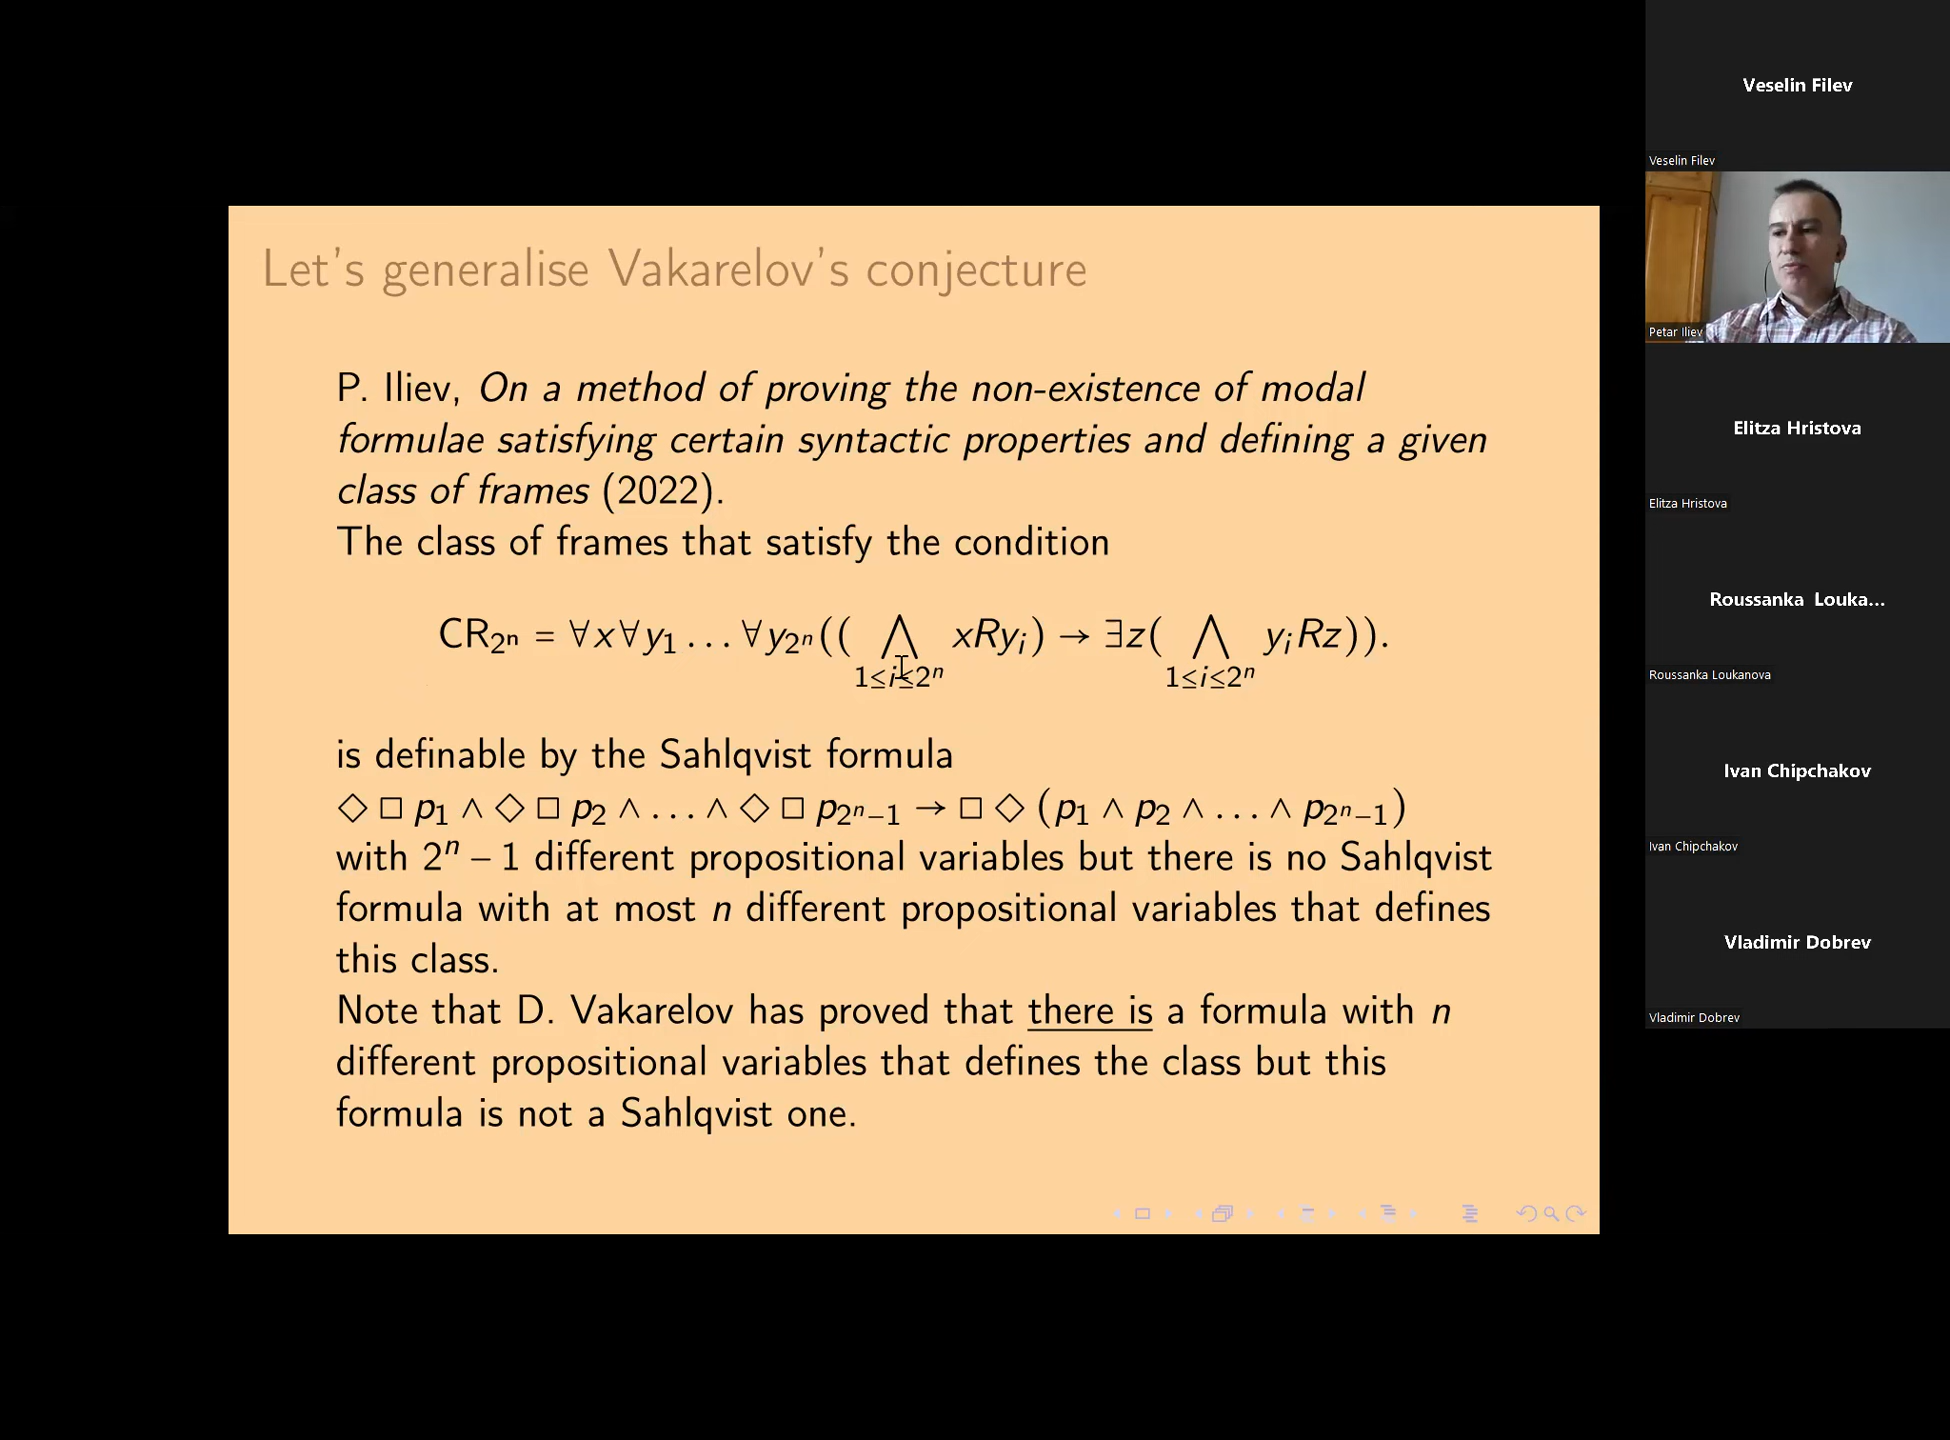 Let's generalise Vakarelov's conjecture
P. Iliev, On a method of proving the non-existence of modal
formulae satisfying certain syntactic properties and defining a given
class of frames (2022).
The class of frames that satisfy the condition
CR₂ⁿ = ∀x∀y₁ … ∀y₂ⁿ(( ⋀ xRyᵢ) → ∃z( ⋀ yᵢRz)).
1≤i≤2ⁿ 1≤i≤2ⁿ
is definable by the Sahlqvist formula
◇□p₁ ∧ ◇□p₂ ∧ … ∧ ◇□p₂ⁿ₋₁ → □◇(p₁ ∧ p₂ ∧ … ∧ p₂ⁿ₋₁)
with 2ⁿ – 1 different propositional variables but there is no Sahlqvist
formula with at most n different propositional variables that defines
this class.
Note that D. Vakarelov has proved that there is a formula with n
different propositional variables that defines the class but this
formula is not a Sahlqvist one.
Veselin Filev
Veselin Filev
Petar Iliev
Elitza Hristova
Elitza Hristova
Roussanka Louka...
Roussanka Loukanova
Ivan Chipchakov
Ivan Chipchakov
Vladimir Dobrev
Vladimir Dobrev